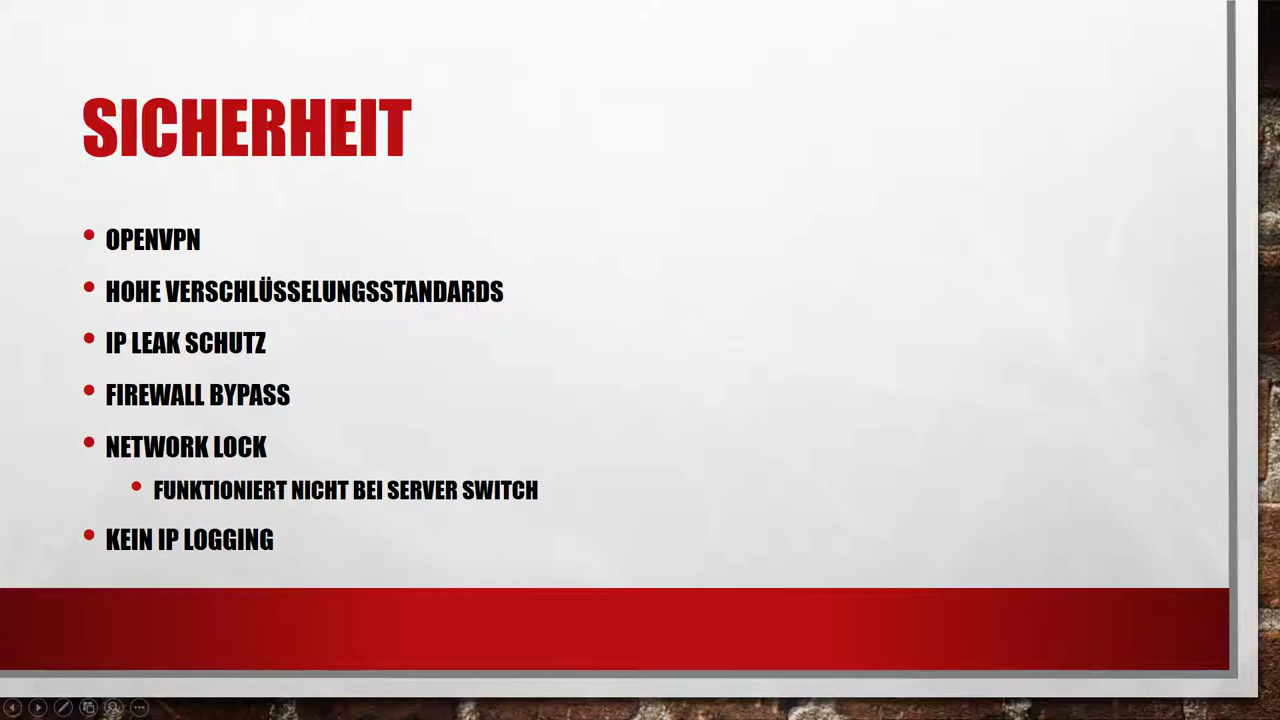 SICHERHEIT
OPENVPN
HOHE VERSCHLÜSSELUNGSSTANDARDS
IP LEAK SCHUTZ
FIREWALL BYPASS
NETWORK LOCK
FUNKTIONIERT NICHT BEI SERVER SWITCH
KEIN IP LOGGING